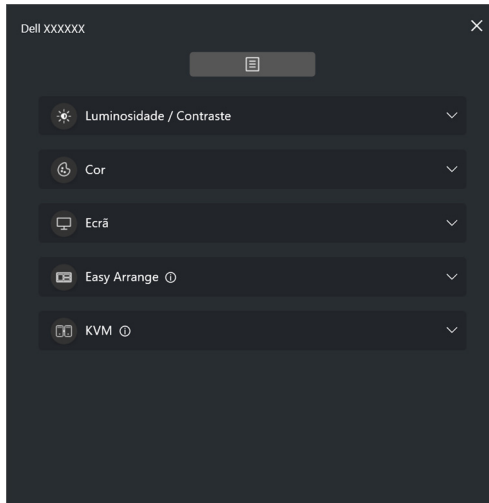 Dell XXXXXX
Luminosidade / Contraste
Cor
Ecrã
Easy Arrange
KVM